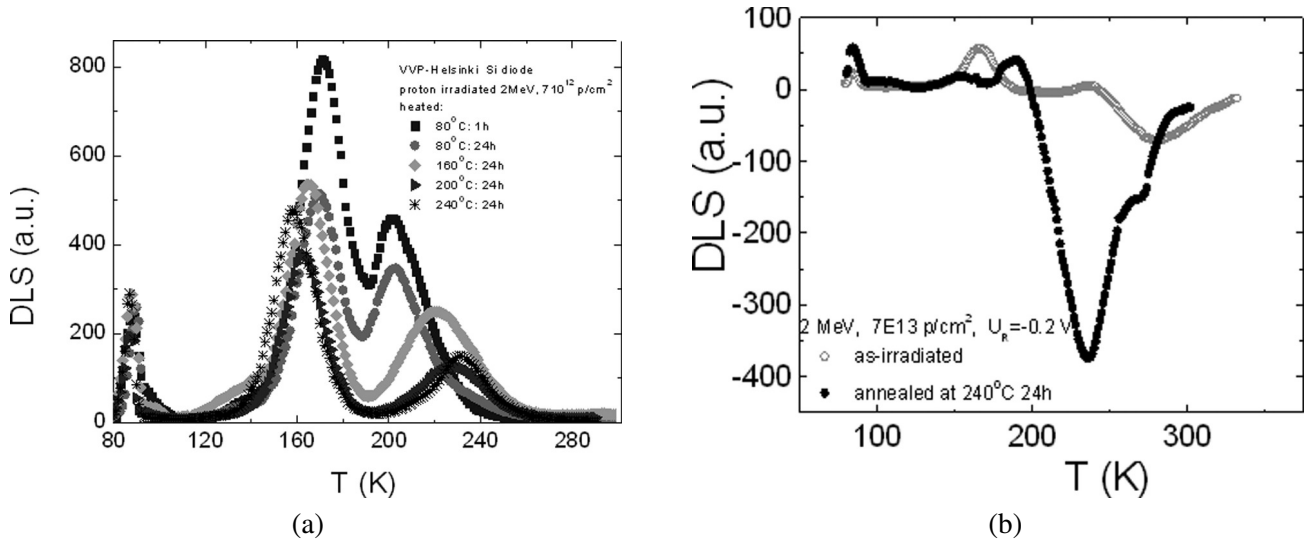 800
600
400
200
0
DLS (a.u.)
VVP-Helsinki Si diode
proton irradiated 2MeV, 710¹² p/cm²
heated:
80°C: 1h
80°C: 24h
160°C: 24h
200°C: 24h
240°C: 24h
80 120 160 200 240 280
T (K)
(a)
100
0
-100
-200
-300
-400
DLS (a.u.)
2 MeV, 7E13 p/cm², U_R=-0.2 V
as-irradiated
annealed at 240°C 24h
100 200 300
T (K)
(b)